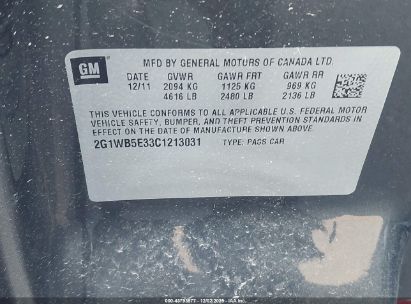 GM
MFD BY GENERAL MOTORS OF CANADA LTD.
DATE GVWR GAWR FRT GAWR RR
12/11 2094 KG 1125 KG 969 KG
4616 LB 2480 LB 2136 LB
THIS VEHICLE CONFORMS TO ALL APPLICABLE U.S. FEDERAL MOTOR
VEHICLE SAFETY, BUMPER, AND THEFT PREVENTION STANDARDS IN
EFFECT ON THE DATE OF MANUFACTURE SHOWN ABOVE.
2G1WB5E33C1213031 TYPE: PASS CAR